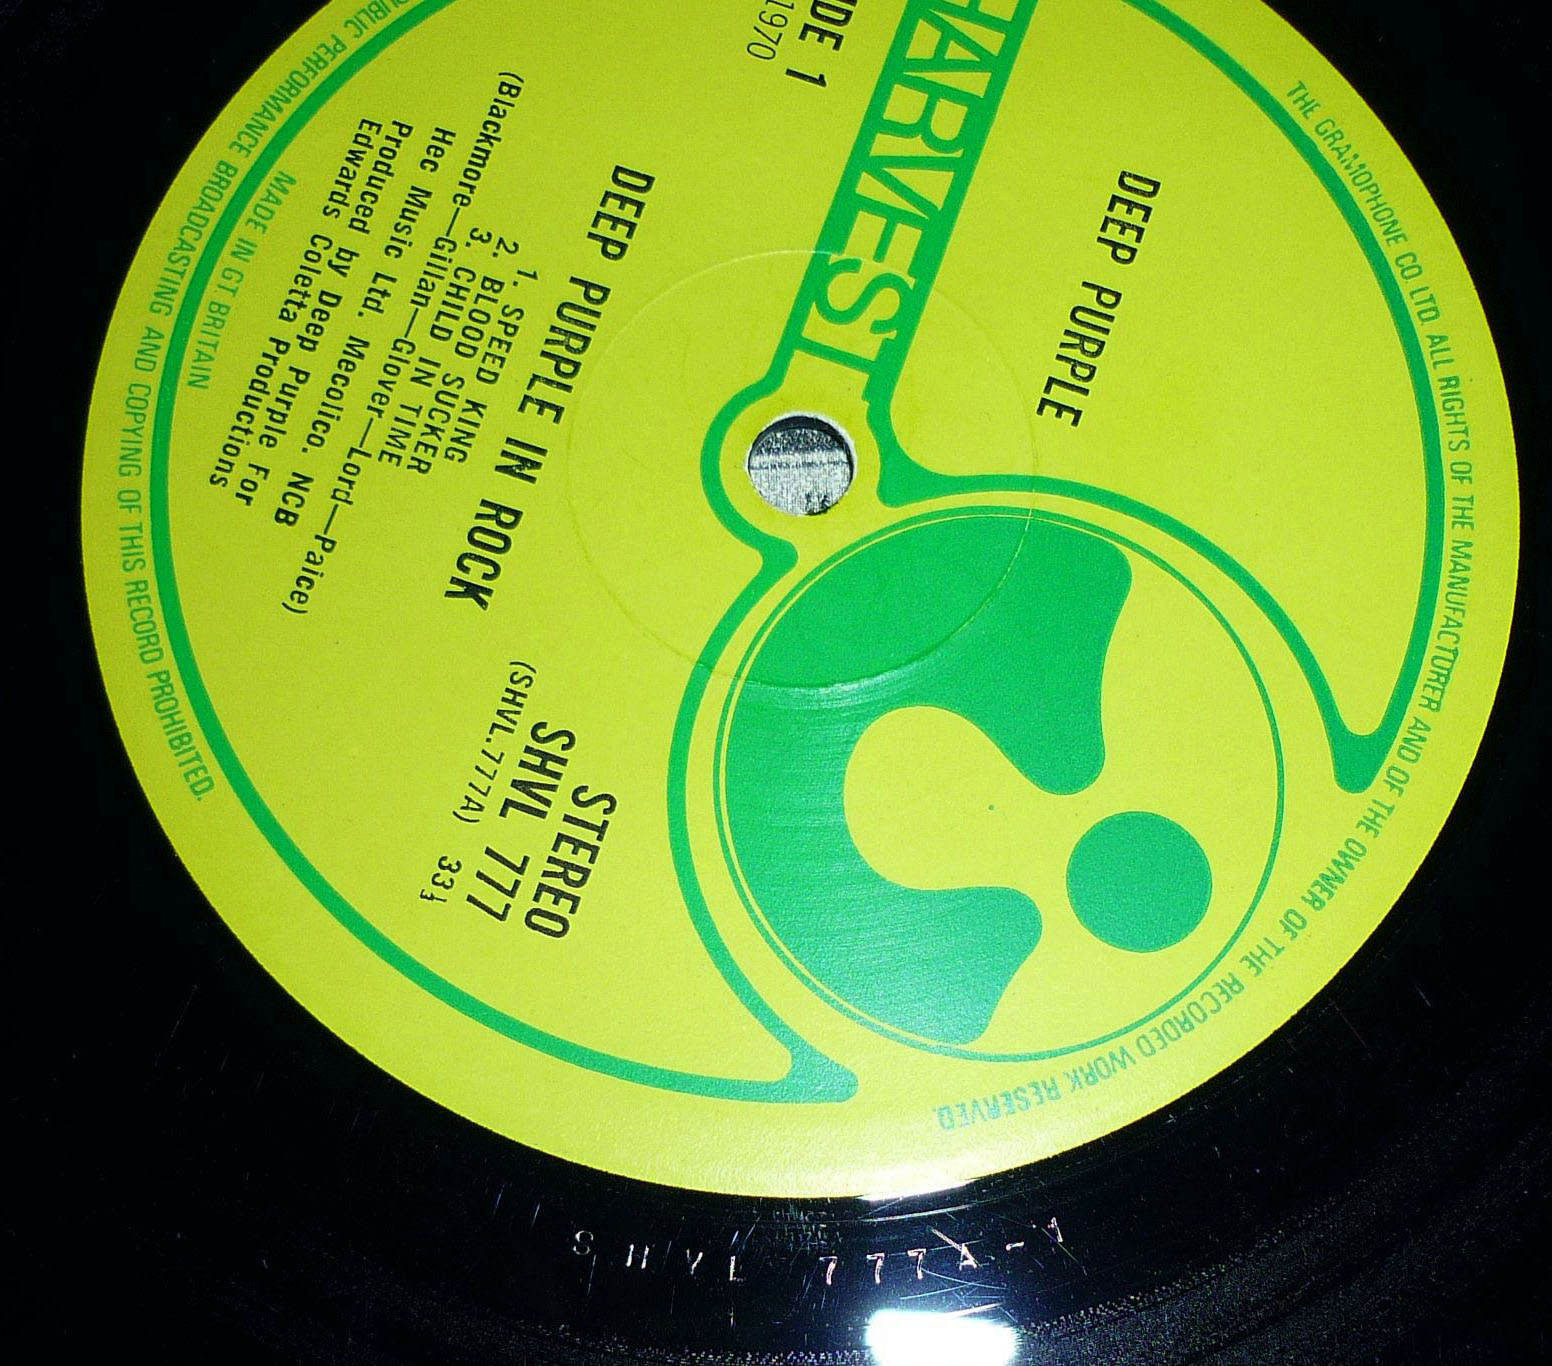 THE GRAMOPHONE CO LTD. ALL RIGHTS OF THE MANUFACTURER AND OF THE OWNER OF THE RECORDED WORK RESERVED.
DEEP PURPLE
HARVEST
IDE 1
1970
DEEP PURPLE IN ROCK
STEREO
SHVL 777
(SHVL.777A)
33⅓
1. SPEED KING
2. BLOOD SUCKER
3. CHILD IN TIME
(Blackmore—Gillan—Glover—Lord—Paice)
Hec Music Ltd. Mecolico. NCB
Produced by Deep Purple For
Edwards Coletta Productions
MADE IN GT BRITAIN
PUBLIC PERFORMANCE BROADCASTING AND COPYING OF THIS RECORD PROHIBITED.
SHVL 777A-1